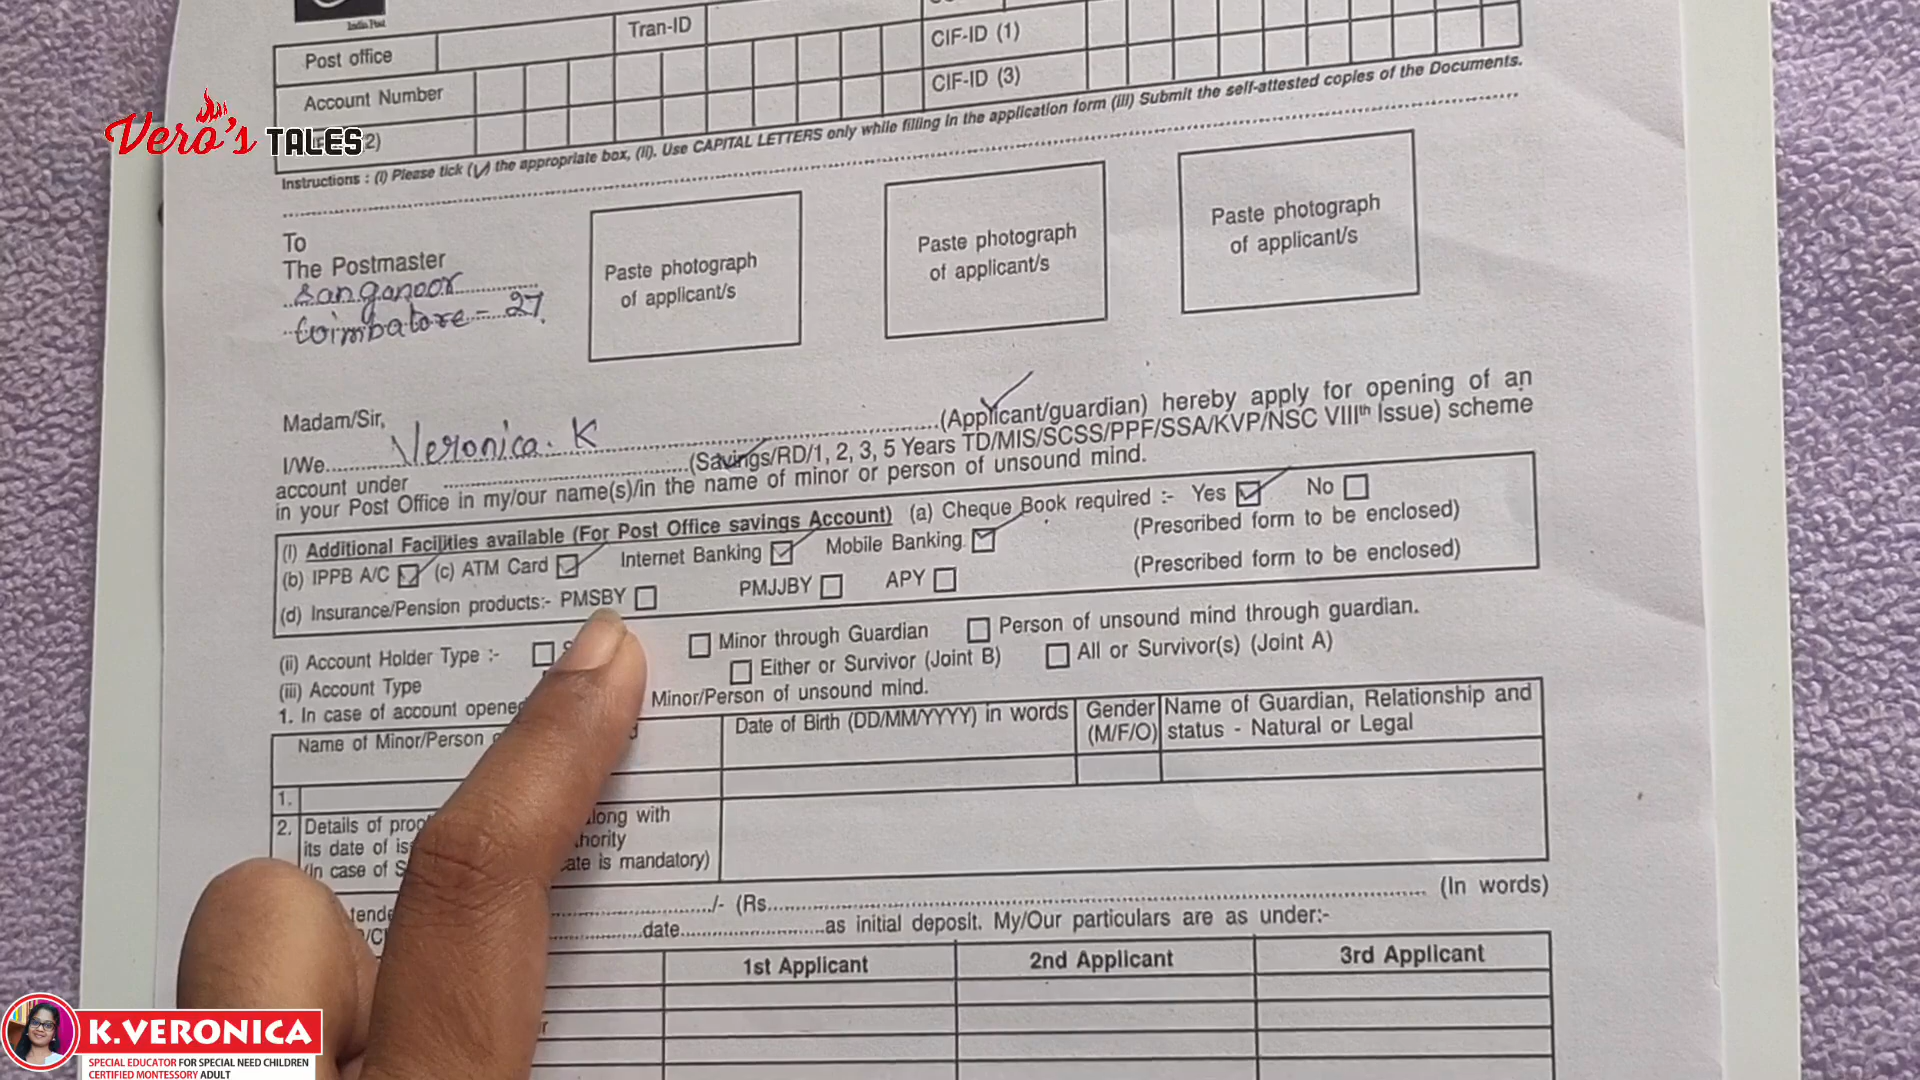 India Post
Post office
Tran-ID
CIF-ID (1)
Account Number
CIF-ID (3)
2)
Vero's TALES
Instructions : (i) Please tick (✓) the appropriate box, (ii). Use CAPITAL LETTERS only while filling in the application form (iii) Submit the self-attested copies of the Documents.
To
The Postmaster
Sanganoor
Coimbatore - 27.
Paste photograph
of applicant/s
Paste photograph
of applicant/s
Paste photograph
of applicant/s
Madam/Sir,
I/We Veronica. K (Applicant/guardian) hereby apply for opening of an
account under (Savings/RD/1, 2, 3, 5 Years TD/MIS/SCSS/PPF/SSA/KVP/NSC VIIIth Issue) scheme
in your Post Office in my/our name(s)/in the name of minor or person of unsound mind.
(I) Additional Facilities available (For Post Office savings Account) (a) Cheque Book required :- Yes ☑ No ☐
(b) IPPB A/C ☑ (c) ATM Card ☑ Internet Banking ☑ Mobile Banking ☑ (Prescribed form to be enclosed)
(d) Insurance/Pension products:- PMSBY ☐ PMJJBY ☐ APY ☐ (Prescribed form to be enclosed)
(ii) Account Holder Type :- ☐ ☐ Minor through Guardian ☐ Person of unsound mind through guardian.
(iii) Account Type ☐ Either or Survivor (Joint B) ☐ All or Survivor(s) (Joint A)
1. In case of account opened Minor/Person of unsound mind.
Name of Minor/Person
Date of Birth (DD/MM/YYYY) in words
Gender
(M/F/O)
Name of Guardian, Relationship and
status - Natural or Legal
1.
2. Details of along with
its date of
(In case of is mandatory)
/- (Rs. (In words)
date as initial deposit. My/Our particulars are as under:-
1st Applicant
2nd Applicant
3rd Applicant
K.VERONICA
SPECIAL EDUCATOR FOR SPECIAL NEED CHILDREN
CERTIFIED MONTESSORY ADULT